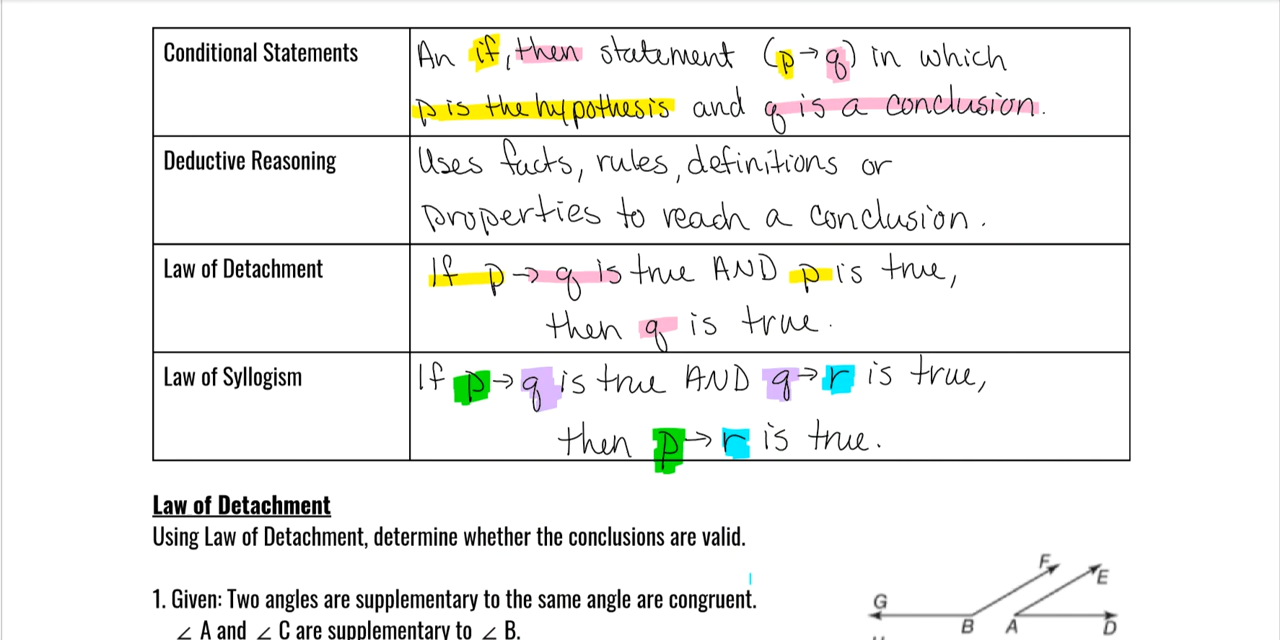 Conditional Statements
An if, then statement (p→q) in which
p is the hypothesis and q is a conclusion.
Deductive Reasoning
Uses facts, rules, definitions or
properties to reach a conclusion.
Law of Detachment
If p→q is true AND p is true,
then q is true.
Law of Syllogism
If p→q is true AND q→r is true,
then p→r is true.
Law of Detachment
Using Law of Detachment, determine whether the conclusions are valid.
1. Given: Two angles are supplementary to the same angle are congruent.
∠ A and ∠ C are supplementary to ∠ B.
F
E
G
B
A
D